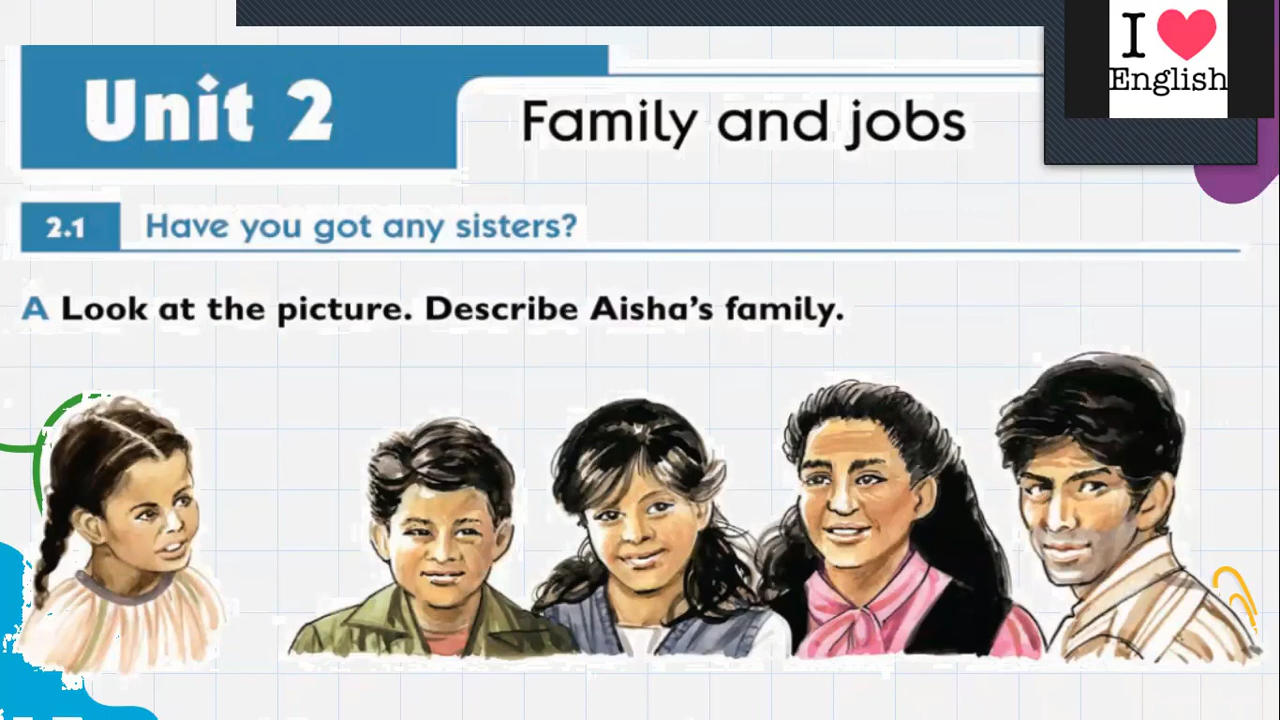 I ❤
English
Unit 2
Family and jobs
2.1 Have you got any sisters?
A Look at the picture. Describe Aisha's family.